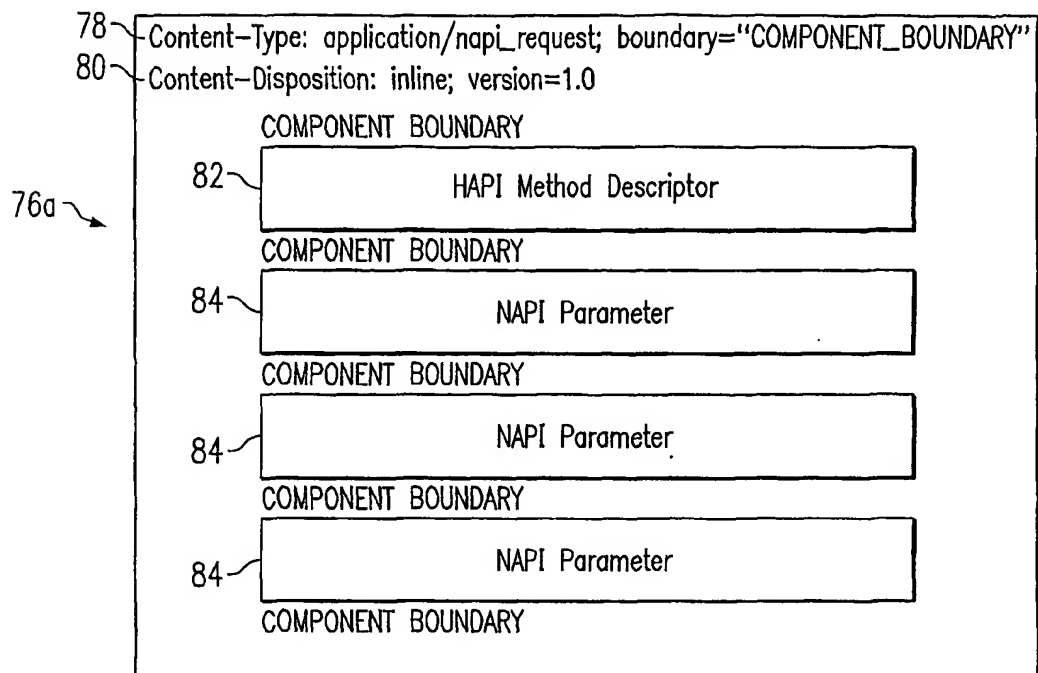 78 Content-Type: application/napi_request; boundary="COMPONENT_BOUNDARY"
80 Content-Disposition: inline; version=1.0
COMPONENT BOUNDARY
82 HAPI Method Descriptor
76a
COMPONENT BOUNDARY
84 NAPI Parameter
COMPONENT BOUNDARY
84 NAPI Parameter
COMPONENT BOUNDARY
84 NAPI Parameter
COMPONENT BOUNDARY